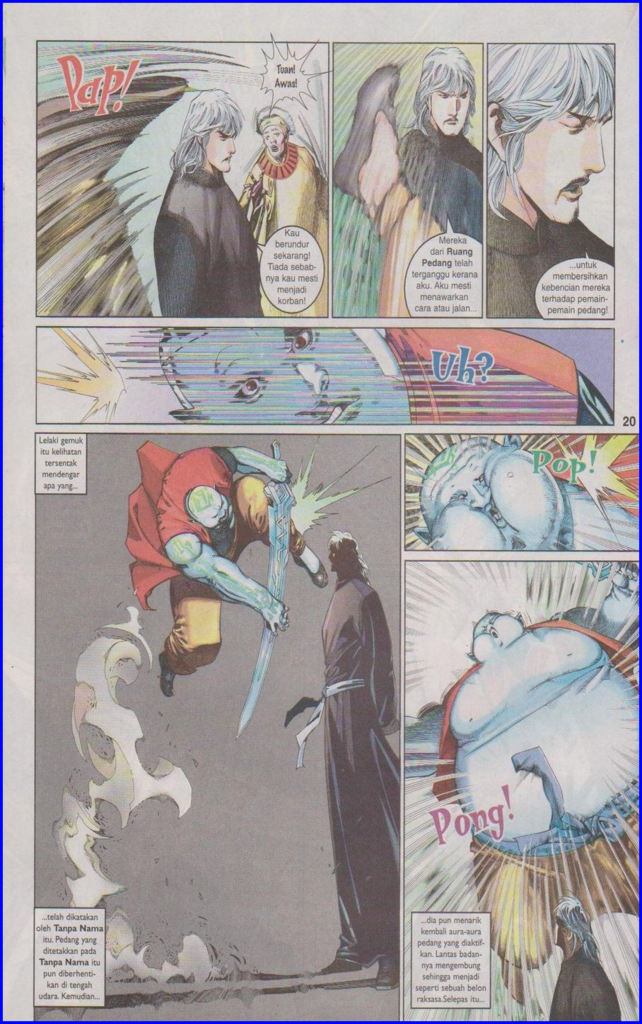 Pap!
Tuan!
Awas!
Kau
berundur
sekarang!
Tiada sebab-
nya kau mesti
menjadi
korban!
Mereka
dari Ruang
Pedang telah
terganggu kerana
aku. Aku mesti
menawarkan
cara atau jalan...
...untuk
membersihkan
kebencian mereka
terhadap pemain-
pemain pedang!
Uh?
20
Lelaki gemuk
itu kelihatan
tersentak
mendengar
apa yang...
Pop!
...telah dikatakan
oleh Tanpa Nama
itu. Pedang yang
ditetakkan pada
Tanpa Nama itu
pun diberhenti-
kan di tengah
udara. Kemudian...
Pong!
...dia pun menarik
kembali aura-aura
pedang yang diaktif-
kan. Lantas badan-
nya mengembung
sehingga menjadi
seperti sebuah belon
raksasa.Selepas itu...